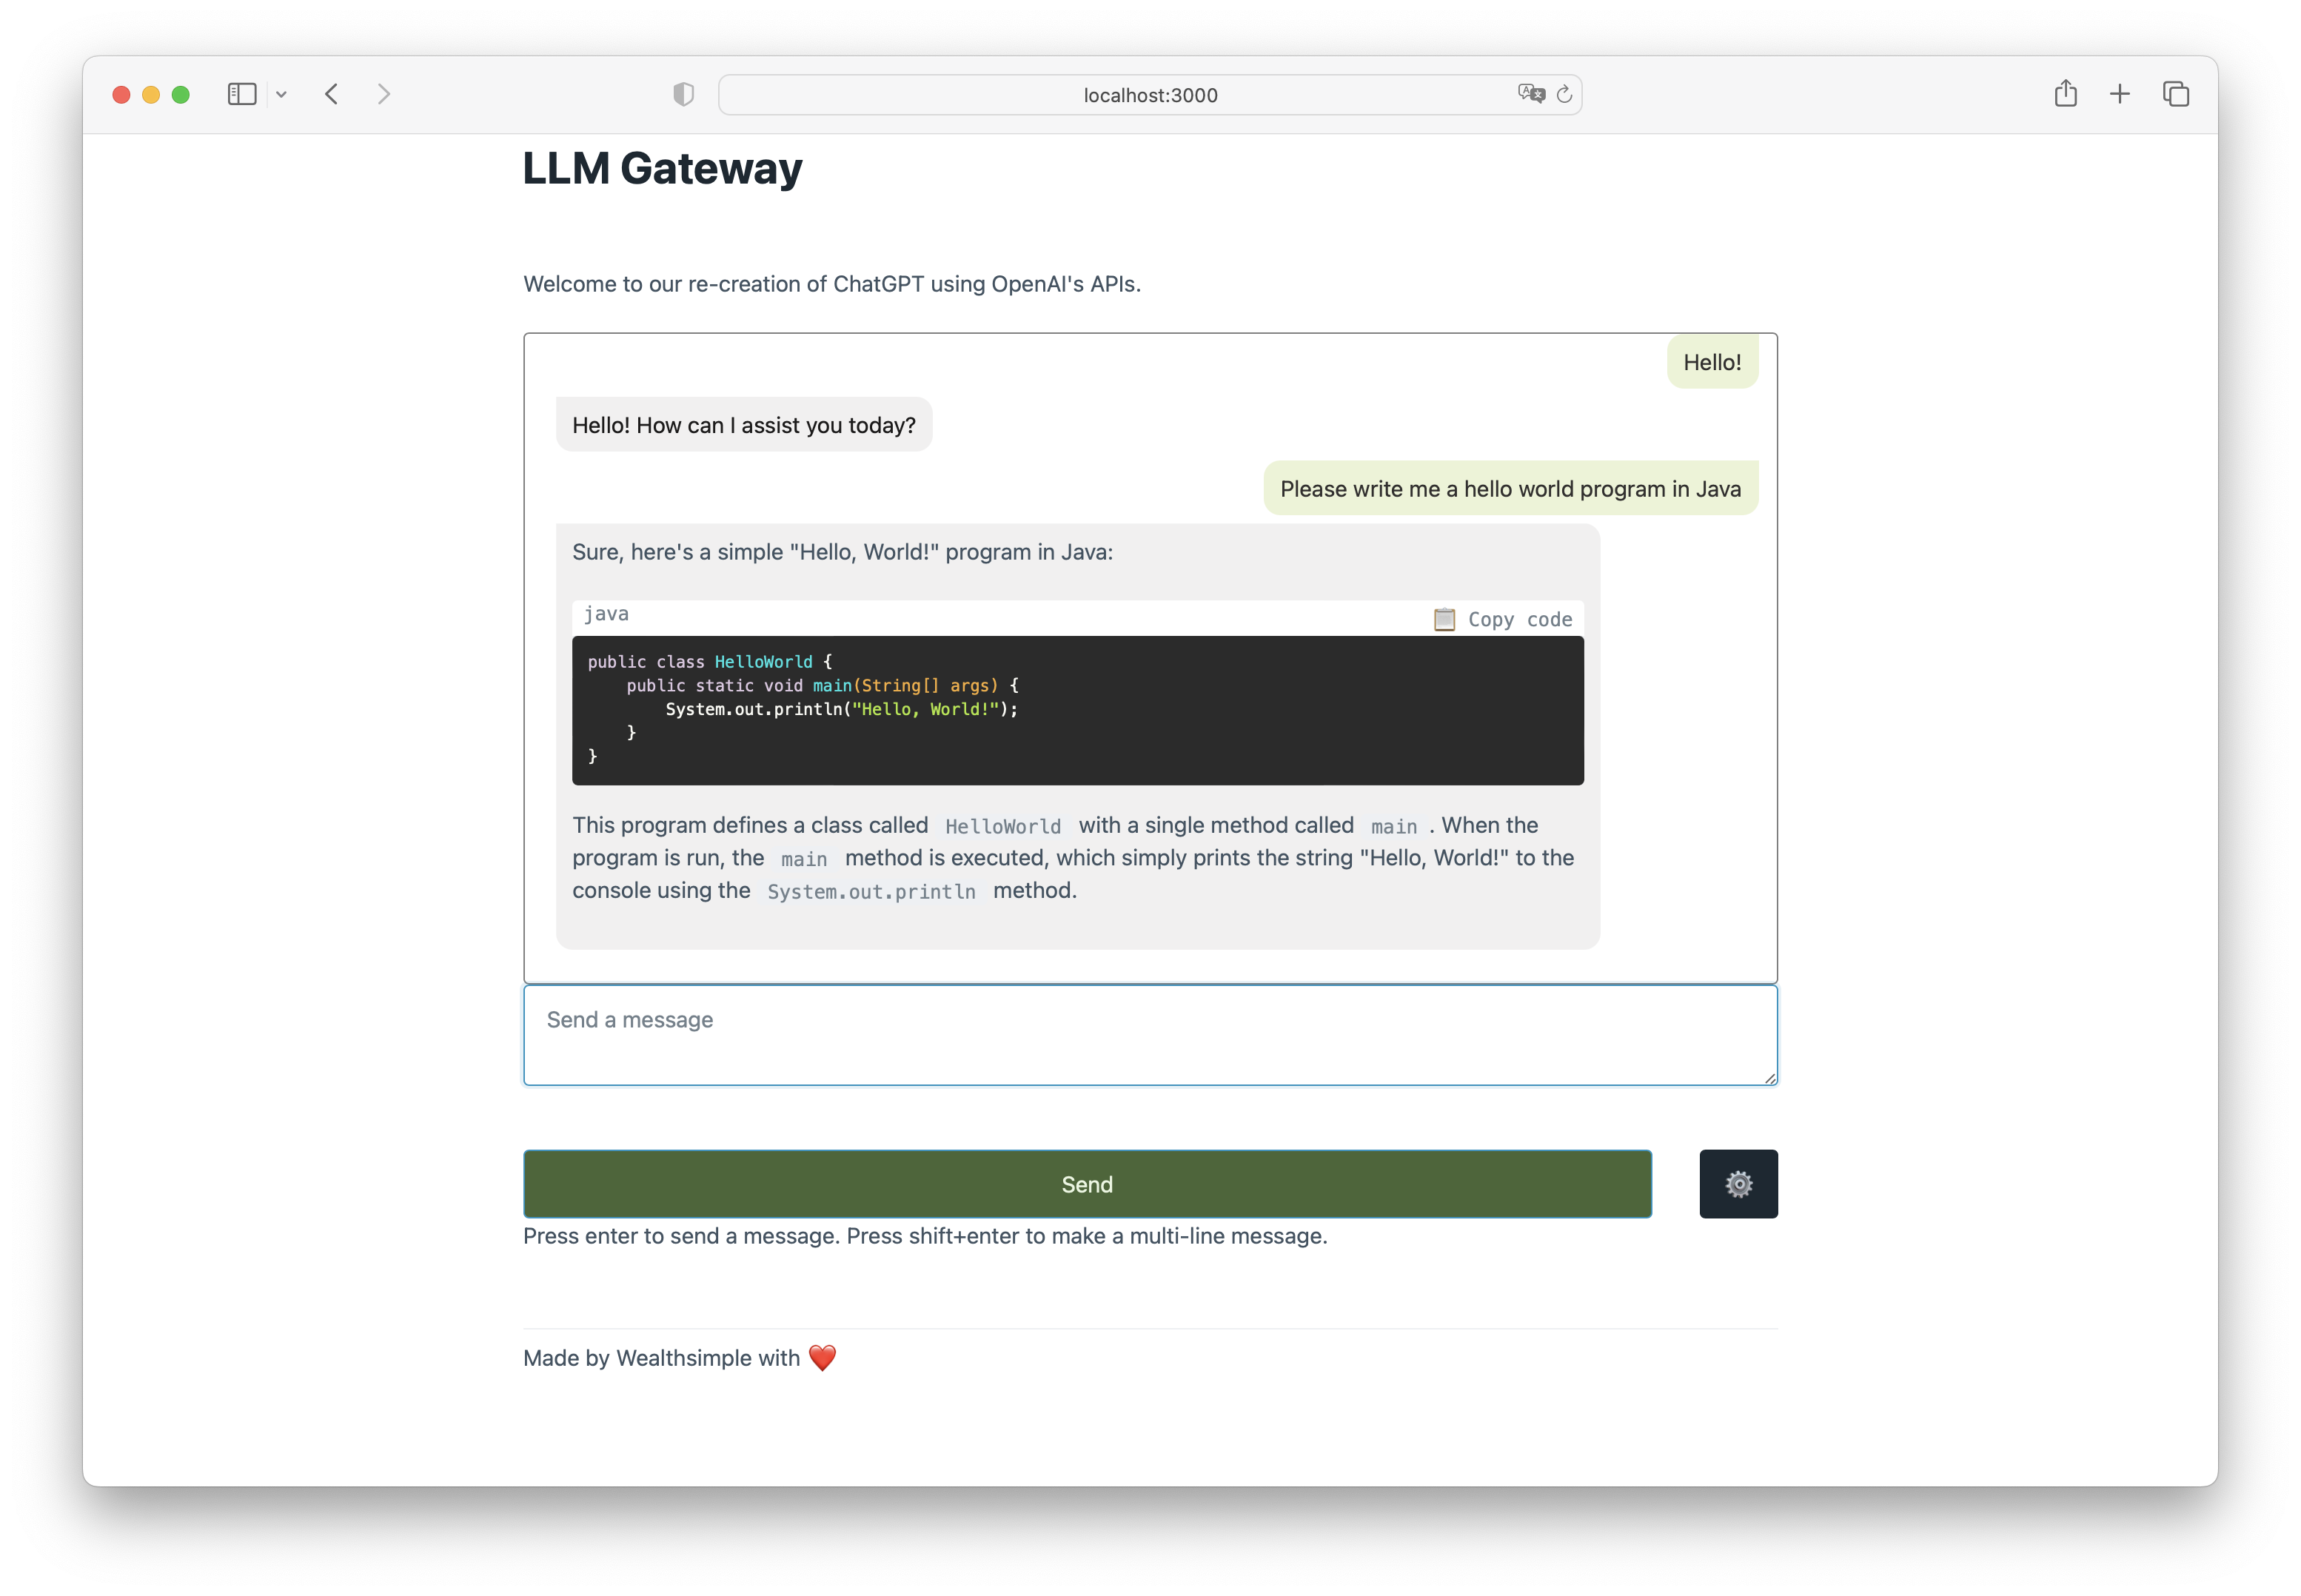 localhost:3000
LLM Gateway
Welcome to our re-creation of ChatGPT using OpenAI's APIs.
Hello!
Hello! How can I assist you today?
Please write me a hello world program in Java
Sure, here's a simple "Hello, World!" program in Java:
java
📋 Copy code
public class HelloWorld {
    public static void main(String[] args) {
        System.out.println("Hello, World!");
    }
}
This program defines a class called HelloWorld with a single method called main . When the
program is run, the main method is executed, which simply prints the string "Hello, World!" to the
console using the System.out.println method.
Send a message
Send
Press enter to send a message. Press shift+enter to make a multi-line message.
Made by Wealthsimple with ❤️